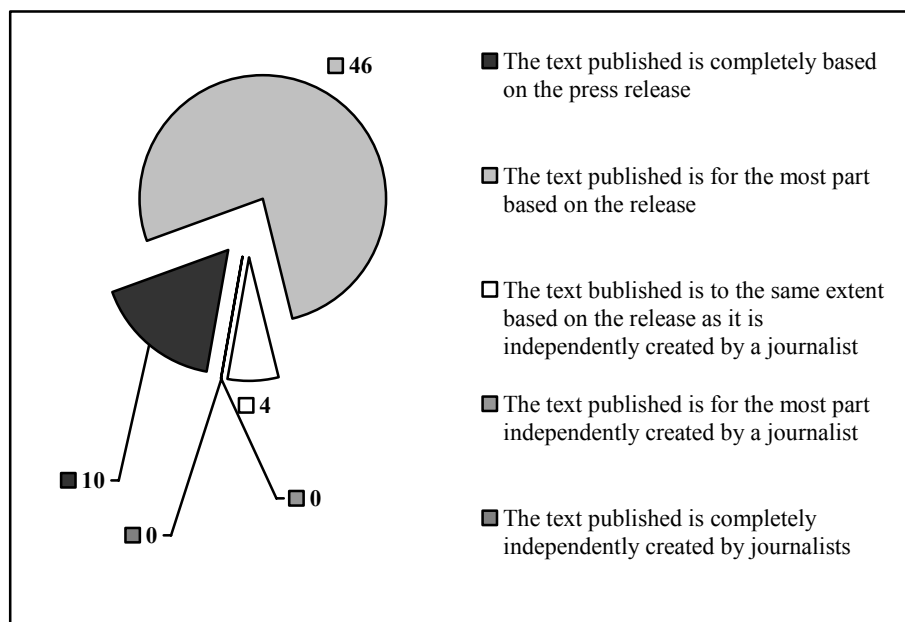 46
The text published is completely based
on the press release
The text published is for the most part
based on the release
The text bublished is to the same extent
based on the release as it is
independently created by a journalist
4
The text published is for the most part
independently created by a journalist
10
0
0
The text published is completely
independently created by journalists